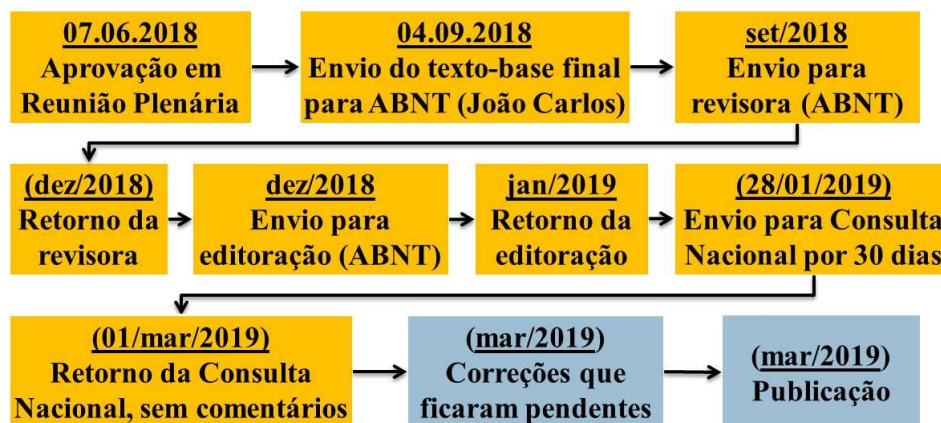 07.06.2018
Aprovação em
Reunião Plenária
04.09.2018
Envio do texto-base final
para ABNT (João Carlos)
set/2018
Envio para
revisora (ABNT)
(dez/2018)
Retorno da
revisora
dez/2018
Envio para
editoração (ABNT)
jan/2019
Retorno da
editoração
(28/01/2019)
Envio para Consulta
Nacional por 30 dias
(01/mar/2019)
Retorno da Consulta
Nacional, sem comentários
(mar/2019)
Correções que
ficaram pendentes
(mar/2019)
Publicação